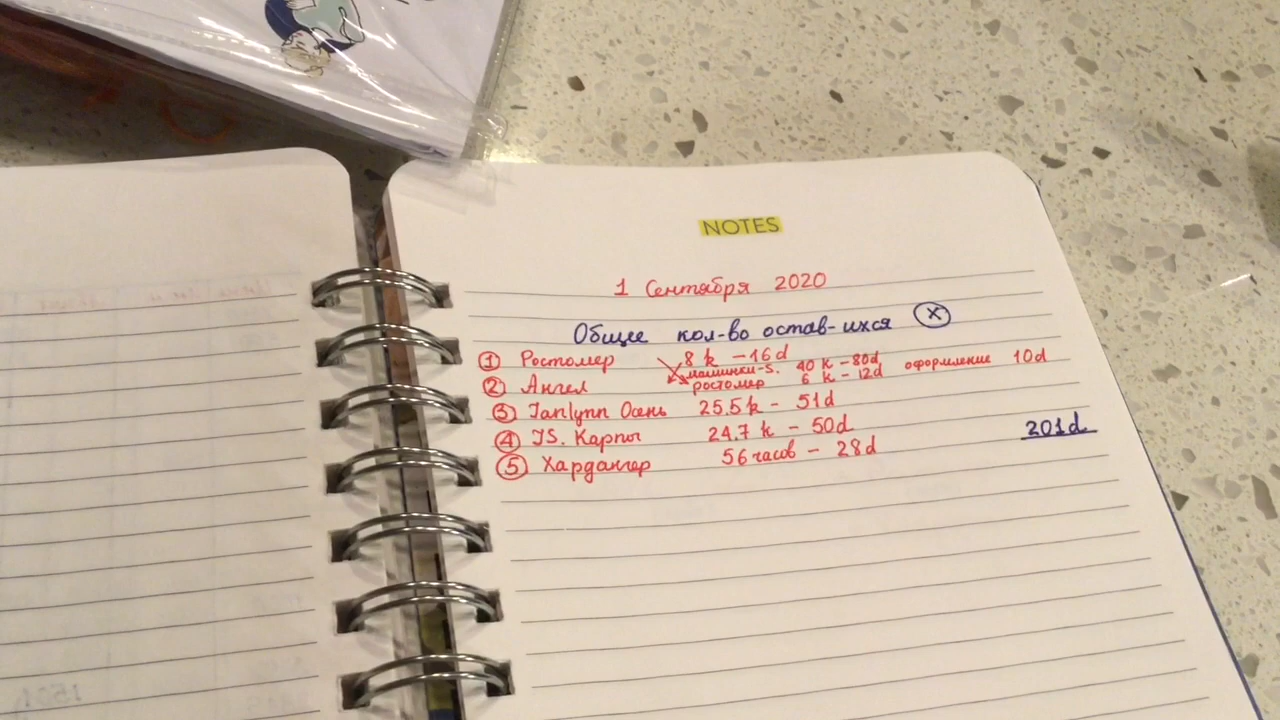 NOTES
1 Сентября 2020
Общее кол-во остав-ихся X
1 Ростомер 8 k – 16 d
машинки-S. 40 k – 80d оформление 10d
2 Ангел ростомер 6 k – 12d
3 Janlynn Осень 25.5 k - 51d
4 JS. Карпы 24.7 k – 50d
201d
5 Хардангер 56 часов – 28d